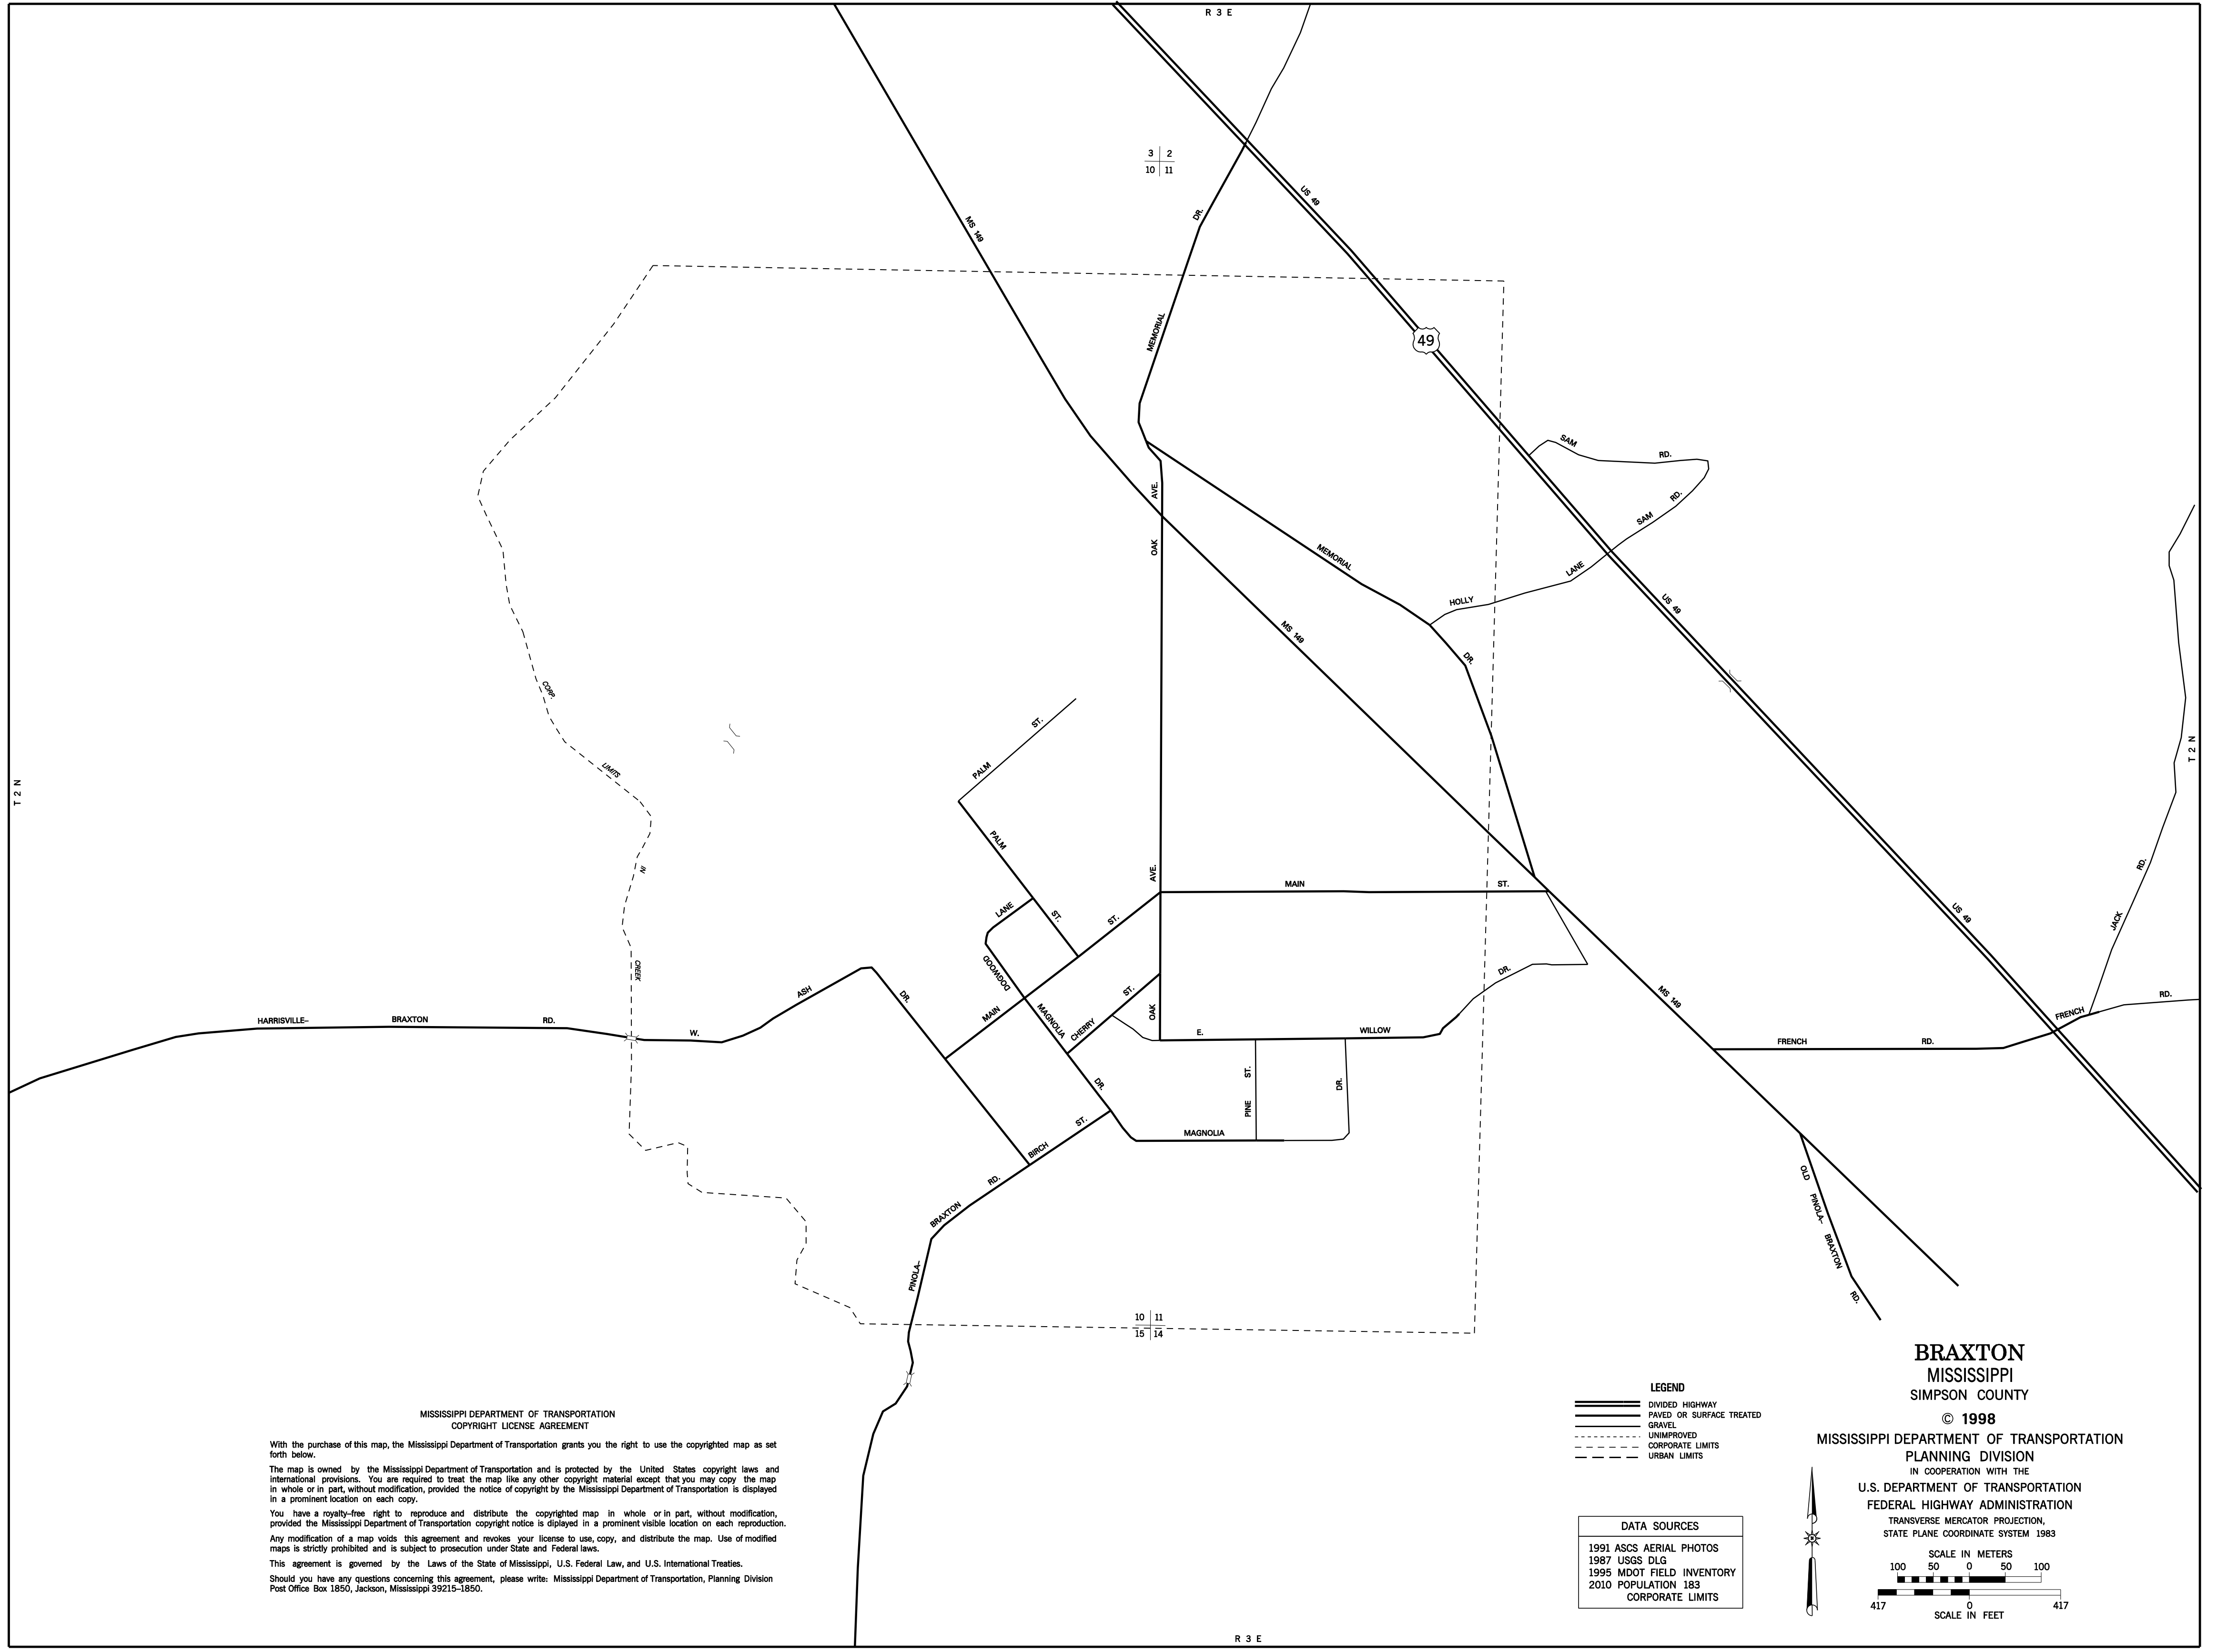 R 3 E
3 2
10 11
US 49
DR.
MS 149
MEMORIAL
49
SAM
RD.
AVE.
RD.
SAM
OAK
MEMORIAL
LANE
HOLLY
US 49
MS 149
DR.
CORP.
ST.
T 2 N
LIMITS
PALM
T 2 N
PALM
IN
AVE.
RD.
MAIN
ST.
LANE
ST.
ST.
US 49
JACK
CREEK
DOGWOOD
DR.
ASH
DR.
ST.
MS 149
RD.
MAIN
MAGNOLIA
OAK
FRENCH
HARRISVILLE–
BRAXTON
RD.
W.
CHERRY
E.
WILLOW
FRENCH
RD.
DR.
ST.
DR.
PINE
ST.
MAGNOLIA
BIRCH
RD.
OLD
PINOLA–
BRAXTON
RD.
BRAXTON
PINOLA–
10 11
15 14
BRAXTON
MISSISSIPPI
SIMPSON COUNTY
© 1998
MISSISSIPPI DEPARTMENT OF TRANSPORTATION
PLANNING DIVISION
IN COOPERATION WITH THE
U.S. DEPARTMENT OF TRANSPORTATION
FEDERAL HIGHWAY ADMINISTRATION
TRANSVERSE MERCATOR PROJECTION,
STATE PLANE COORDINATE SYSTEM 1983
SCALE IN METERS
100 50 0 50 100
417 0 417
SCALE IN FEET
LEGEND
DIVIDED HIGHWAY
PAVED OR SURFACE TREATED
GRAVEL
UNIMPROVED
CORPORATE LIMITS
URBAN LIMITS
DATA SOURCES
1991 ASCS AERIAL PHOTOS
1987 USGS DLG
1995 MDOT FIELD INVENTORY
2010 POPULATION 183
CORPORATE LIMITS
MISSISSIPPI DEPARTMENT OF TRANSPORTATION
COPYRIGHT LICENSE AGREEMENT
With the purchase of this map, the Mississippi Department of Transportation grants you the right to use the copyrighted map as set
forth below.
The map is owned by the Mississippi Department of Transportation and is protected by the United States copyright laws and
international provisions. You are required to treat the map like any other copyright material except that you may copy the map
in whole or in part, without modification, provided the notice of copyright by the Mississippi Department of Transportation is displayed
in a prominent location on each copy.
You have a royalty–free right to reproduce and distribute the copyrighted map in whole or in part, without modification,
provided the Mississippi Department of Transportation copyright notice is diplayed in a prominent visible location on each reproduction.
Any modification of a map voids this agreement and revokes your license to use, copy, and distribute the map. Use of modified
maps is strictly prohibited and is subject to prosecution under State and Federal laws.
This agreement is governed by the Laws of the State of Mississippi, U.S. Federal Law, and U.S. International Treaties.
Should you have any questions concerning this agreement, please write: Mississippi Department of Transportation, Planning Division
Post Office Box 1850, Jackson, Mississippi 39215–1850.
R 3 E